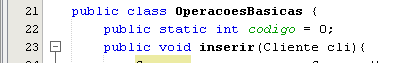 21 public class OperacoesBasicas {
22 public static int codigo = 0;
23 public void inserir(Cliente cli){